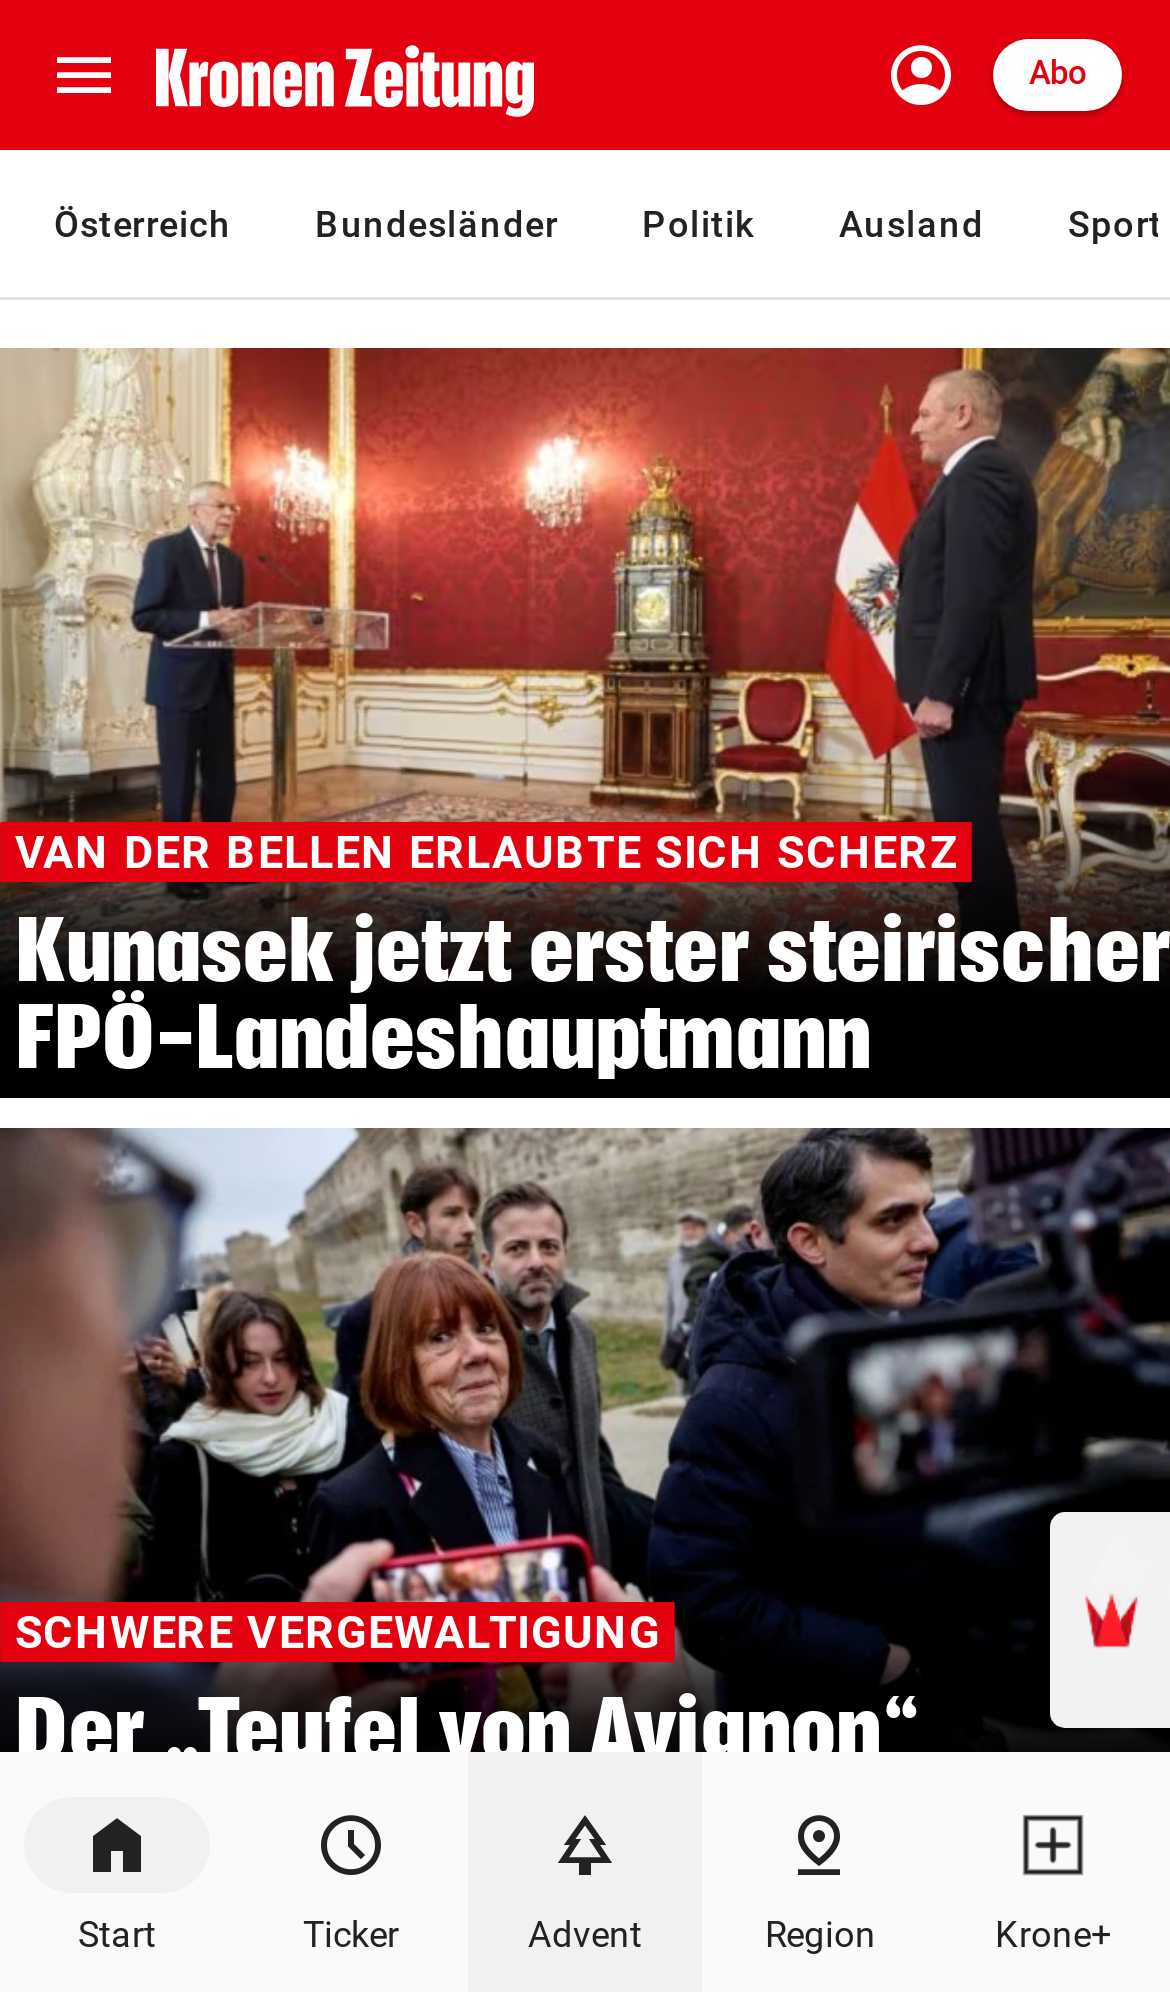 Kronen Zeitung
Abo
Österreich Bundesländer Politik Ausland Sport
VAN DER BELLEN ERLAUBTE SICH SCHERZ
Kunasek jetzt erster steirischer
FPÖ-Landeshauptmann
SCHWERE VERGEWALTIGUNG
Der „Teufel von Avignon“
Start Ticker Advent Region Krone+